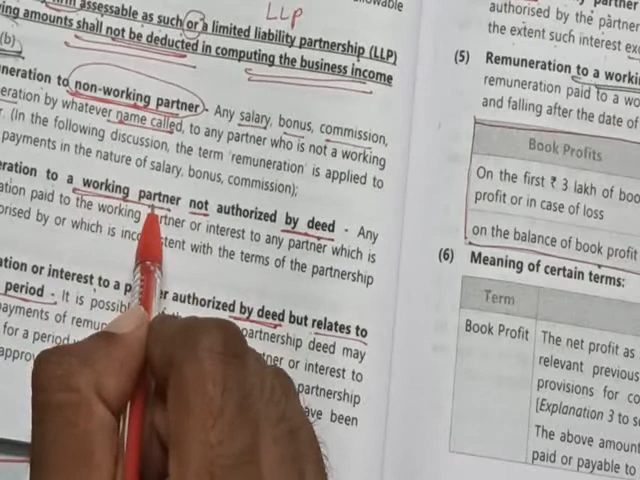 LLP
allowable
assessable as such or a limited liability partnership (LLP)
ing amounts shall not be deducted in computing the business income
(b)
neration to non-working partner - Any salary, bonus, commission,
eration by whatever name called, to any partner who is not a working
r. (In the following discussion, the term 'remuneration' is applied to
payments in the nature of salary, bonus, commission);
eration to a working partner not authorized by deed - Any
ation paid to the working partner or interest to any partner which is
orised by or which is inconsistent with the terms of the partnership
ation or interest to a partner authorized by deed but relates to
period . It is possible partnership deed may
ayments of remun tner or interest to
for a period partnership
appro ave been
partner
authorised by the partner
the extent such interest ex
(5) Remuneration to a worki
remuneration paid to a wo
and falling after the date of
Book Profits
On the first ₹ 3 lakh of boo
profit or in case of loss
on the balance of book profit
(6) Meaning of certain terms:
Term
Book Profit
The net profit as
relevant previous
provisions for co
[Explanation 3 to s
The above amount
paid or payable to